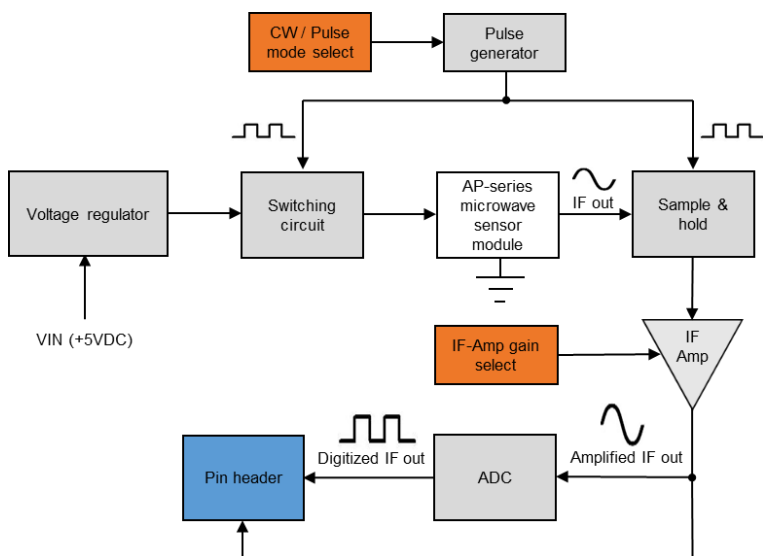 CW / Pulse
mode select
Pulse
generator
Voltage regulator
Switching
circuit
AP-series
microwave
sensor
module
IF out
Sample &
hold
VIN (+5VDC)
IF-Amp gain
select
IF
Amp
Pin header
Digitized IF out
ADC
Amplified IF out